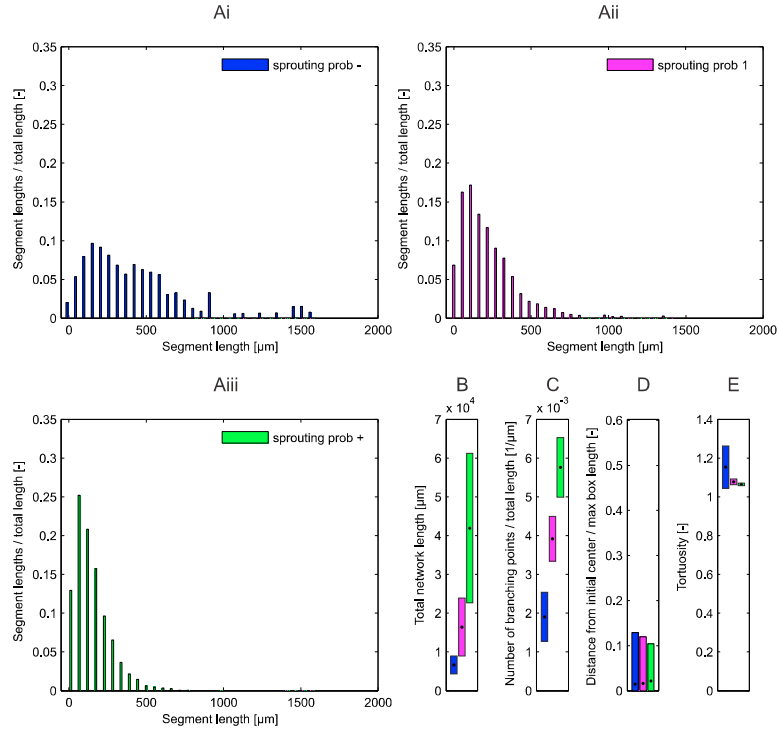 Ai
0.35
0.3
0.25
0.2
0.15
0.1
0.05
0
Segment lengths / total length [-]
sprouting prob -
0 500 1000 1500 2000
Segment length [µm]
Aii
0.35
0.3
0.25
0.2
0.15
0.1
0.05
0
Segment lengths / total length [-]
sprouting prob 1
0 500 1000 1500 2000
Segment length [µm]
Aiii
0.35
0.3
0.25
0.2
0.15
0.1
0.05
0
Segment lengths / total length [-]
sprouting prob +
0 500 1000 1500 2000
Segment length [µm]
B
x 10⁴
7
6
5
4
3
2
1
0
Total network length [µm]
C
x 10⁻³
7
6
5
4
3
2
1
0
Number of branching points / total length [1/µm]
D
0.6
0.5
0.4
0.3
0.2
0.1
0
Distance from initial center / max box length [-]
E
1.4
1.2
1
0.8
0.6
0.4
0.2
0
Tortuosity [-]